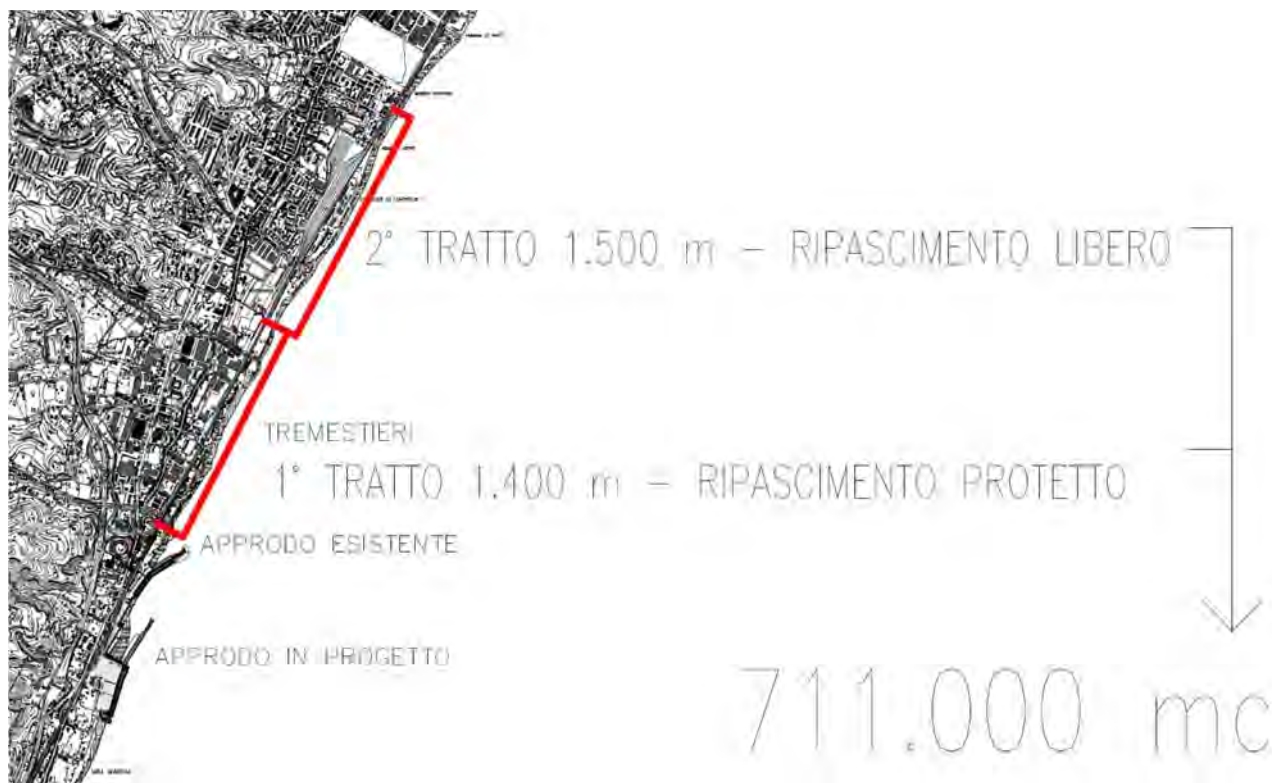 2° TRATTO 1.500 m – RIPASCIMENTO LIBERO
TREMESTIERI
1° TRATTO 1.400 m – RIPASCIMENTO PROTETTO
APPRODO ESISTENTE
APPRODO IN PROGETTO
711.000 mc